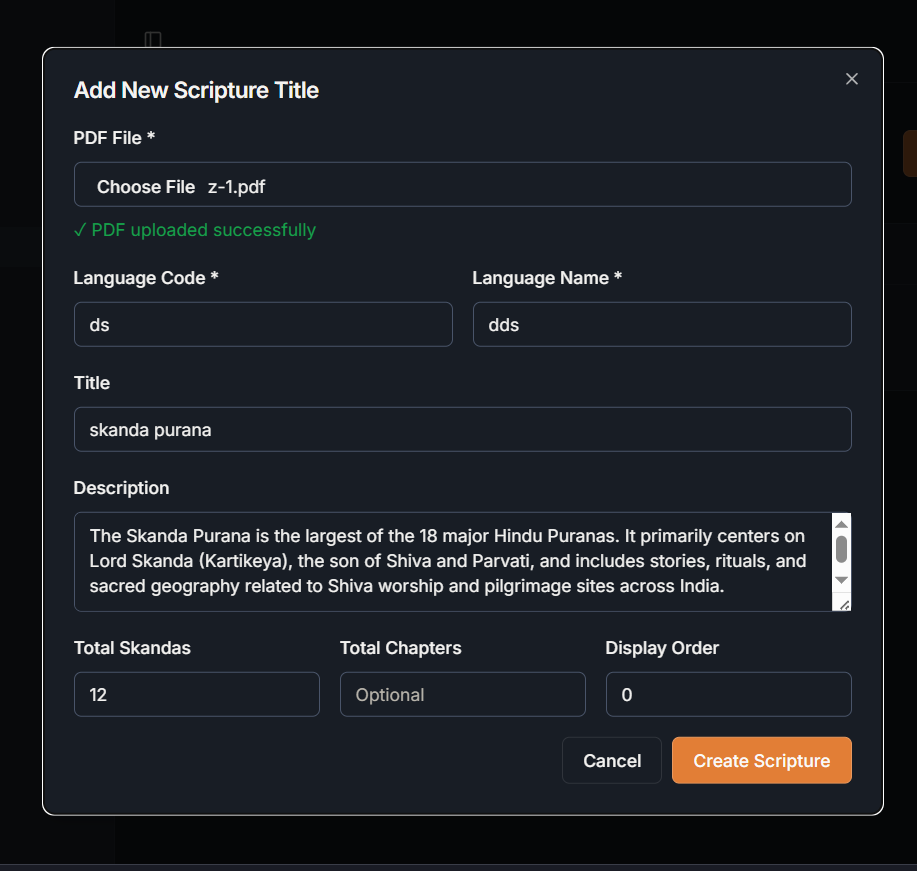 Add New Scripture Title
PDF File *
Choose File z-1.pdf
✓ PDF uploaded successfully
Language Code *
Language Name *
ds
dds
Title
skanda purana
Description
The Skanda Purana is the largest of the 18 major Hindu Puranas. It primarily centers on
Lord Skanda (Kartikeya), the son of Shiva and Parvati, and includes stories, rituals, and
sacred geography related to Shiva worship and pilgrimage sites across India.
Total Skandas
Total Chapters
Display Order
12
Optional
0
Cancel
Create Scripture